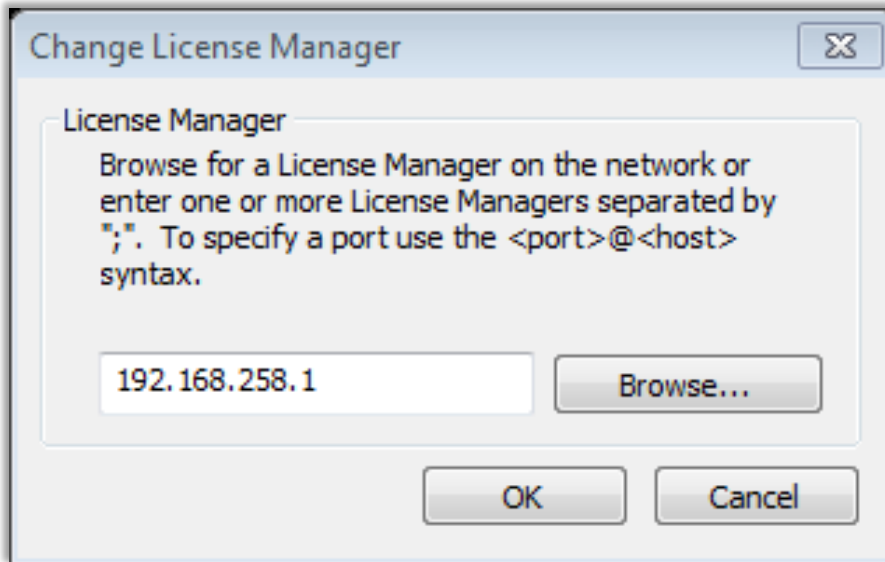 Change License Manager
License Manager
Browse for a License Manager on the network or
enter one or more License Managers separated by
";".  To specify a port use the <port>@<host>
syntax.
192.168.258.1
Browse...
OK
Cancel